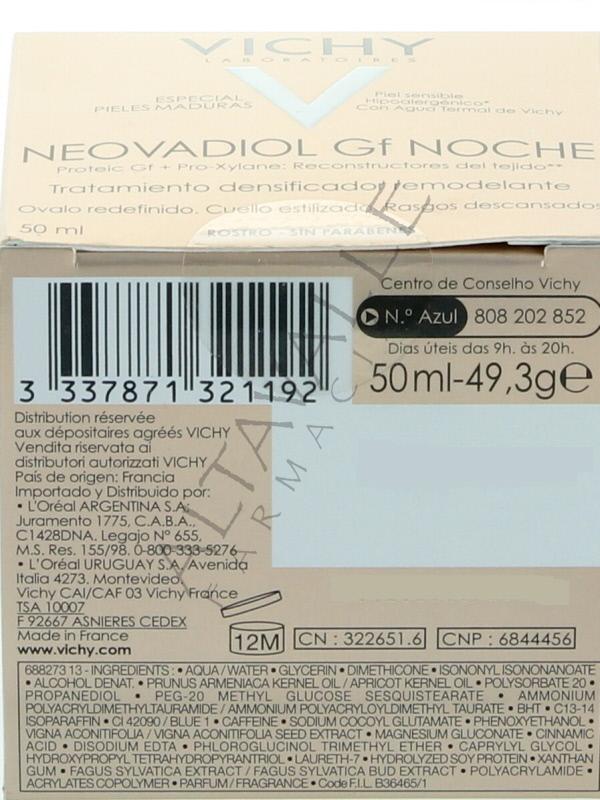 VICHY
LABORATOIRES
ESPECIAL
PIELES MADURAS
Piel sensible
Hipoalergénico*
Con Agua Termal de Vichy
NEOVADIOL Gf NOCHE
Proteic Gf + Pro-Xylane: Reconstructores del tejido**
Tratamiento densificador remodelante
Ovalo redefinido. Cuello estilizado. Rasgos descansados
50 ml
ROSTRO - SIN PARABENES
Centro de Conselho Vichy
N.º Azul 808 202 852
Dias úteis das 9h. às 20h.
50ml-49,3g℮
3 337871 321192
Distribution réservée
aux dépositaires agréés VICHY
Vendita riservata ai
distributori autorizzati VICHY
País de origen: Francia
Importado y Distribuido por:
• L'Oréal ARGENTINA S.A;
Juramento 1775, C.A.B.A.,
C1428DNA. Legajo Nº 655,
M.S. Res. 155/98. 0-800-333-5276
• L'Oréal URUGUAY S.A. Avenida
Italia 4273. Montevideo.
Vichy CAI/CAF 03 Vichy France
TSA 10007
F 92667 ASNIERES CEDEX
Made in France
www.vichy.com
12M
CN : 322651.6
CNP : 6844456
688273 13 - INGREDIENTS : • AQUA / WATER • GLYCERIN • DIMETHICONE • ISONONYL ISONONANOATE
• ALCOHOL DENAT. • PRUNUS ARMENIACA KERNEL OIL / APRICOT KERNEL OIL • POLYSORBATE 20 •
PROPANEDIOL • PEG-20 METHYL GLUCOSE SESQUISTEARATE • AMMONIUM
POLYACRYLDIMETHYLTAURAMIDE / AMMONIUM POLYACRYLOYLDIMETHYL TAURATE • BHT • C13-14
ISOPARAFFIN • CI 42090 / BLUE 1 • CAFFEINE • SODIUM COCOYL GLUTAMATE • PHENOXYETHANOL •
VIGNA ACONITIFOLIA / VIGNA ACONITIFOLIA SEED EXTRACT • MAGNESIUM GLUCONATE • CINNAMIC
ACID • DISODIUM EDTA • PHLOROGLUCINOL TRIMETHYL ETHER • CAPRYLYL GLYCOL •
HYDROXYPROPYL TETRAHYDROPYRANTRIOL • LAURETH-7 • HYDROLYZED SOY PROTEIN • XANTHAN
GUM • FAGUS SYLVATICA EXTRACT / FAGUS SYLVATICA BUD EXTRACT • POLYACRYLAMIDE •
ACRYLATES COPOLYMER • PARFUM / FRAGRANCE • Code F.I.L. B36465/1